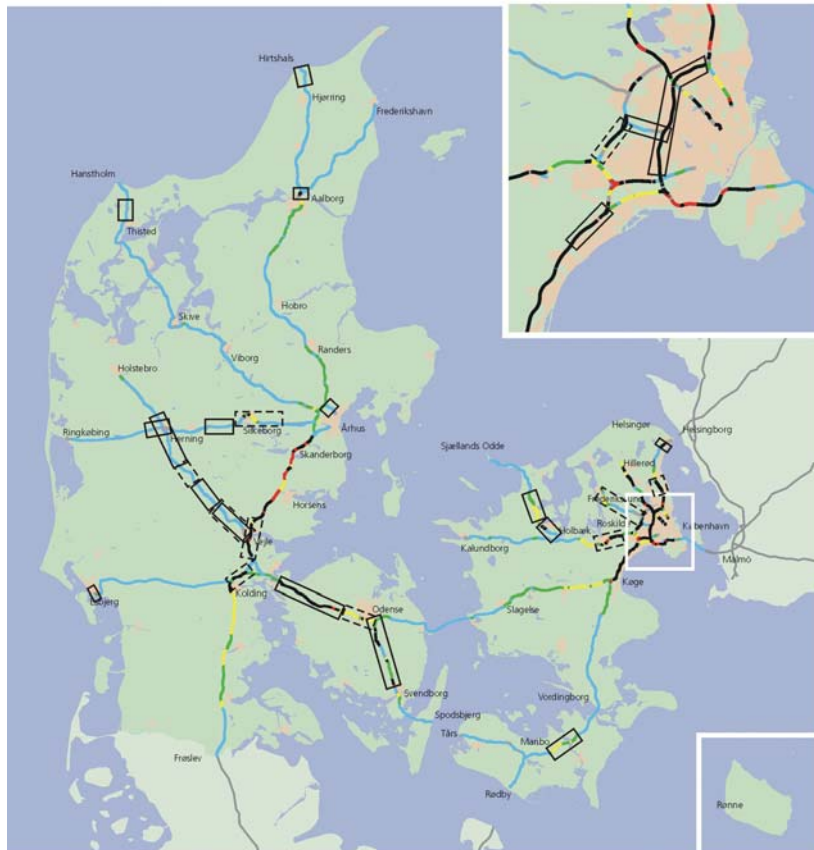 Hirtshals
Hjørring
Frederikshavn
Hanstholm
Aalborg
Thisted
Hobro
Skive
Randers
Viborg
Holstebro
Ringkøbing
Herning
Silkeborg
Århus
Skanderborg
Horsens
Vejle
Esbjerg
Kolding
Odense
Svendborg
Spodsbjerg
Tårs
Frøslev
Rødby
Maribo
Vordingborg
Slagelse
Køge
Kalundborg
Holbæk
Sjællands Odde
Helsingør
Helsingborg
Hillerød
Frederikssund
Roskild
København
Malmö
Rønne